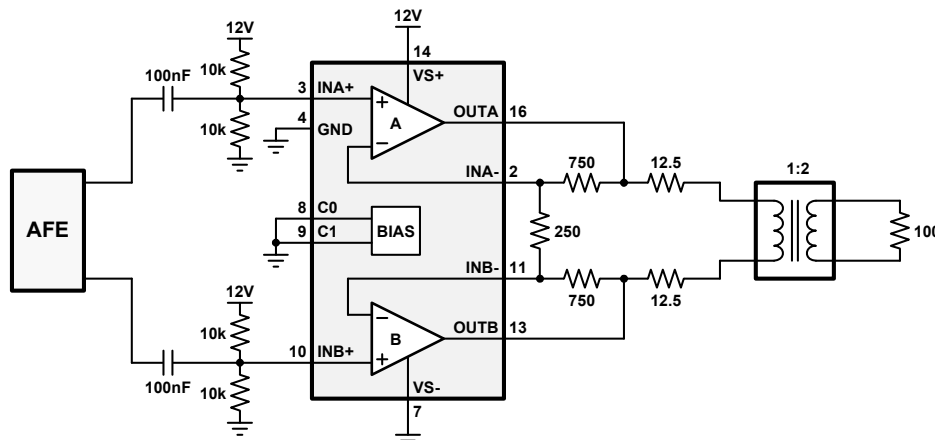 12V
14
VS+
12V
10k
100nF
10k
3 INA+
4 GND
A
OUTA 16
INA- 2
750
12.5
1:2
AFE
8 C0
9 C1
BIAS
250
INB- 11
750
12.5
12V
10k
100nF
10k
10 INB+
B
OUTB 13
VS-
7